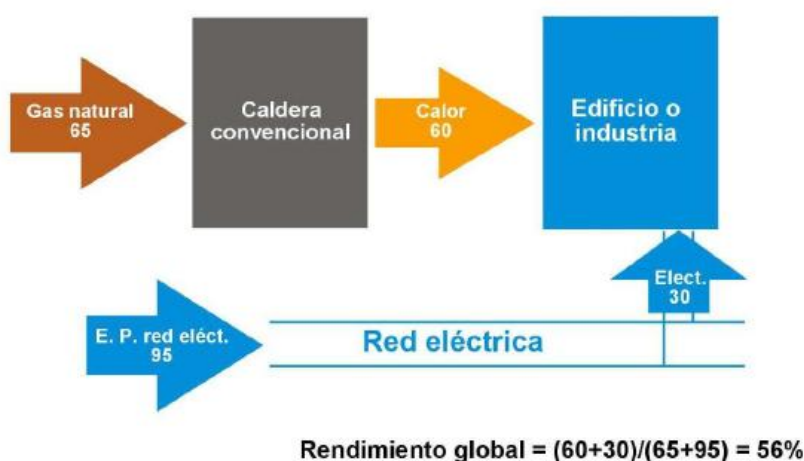 Gas natural
65
Caldera
convencional
Calor
60
Edificio o
industria
Elect.
30
E. P. red eléct.
95
Red eléctrica
Rendimiento global = (60+30)/(65+95) = 56%